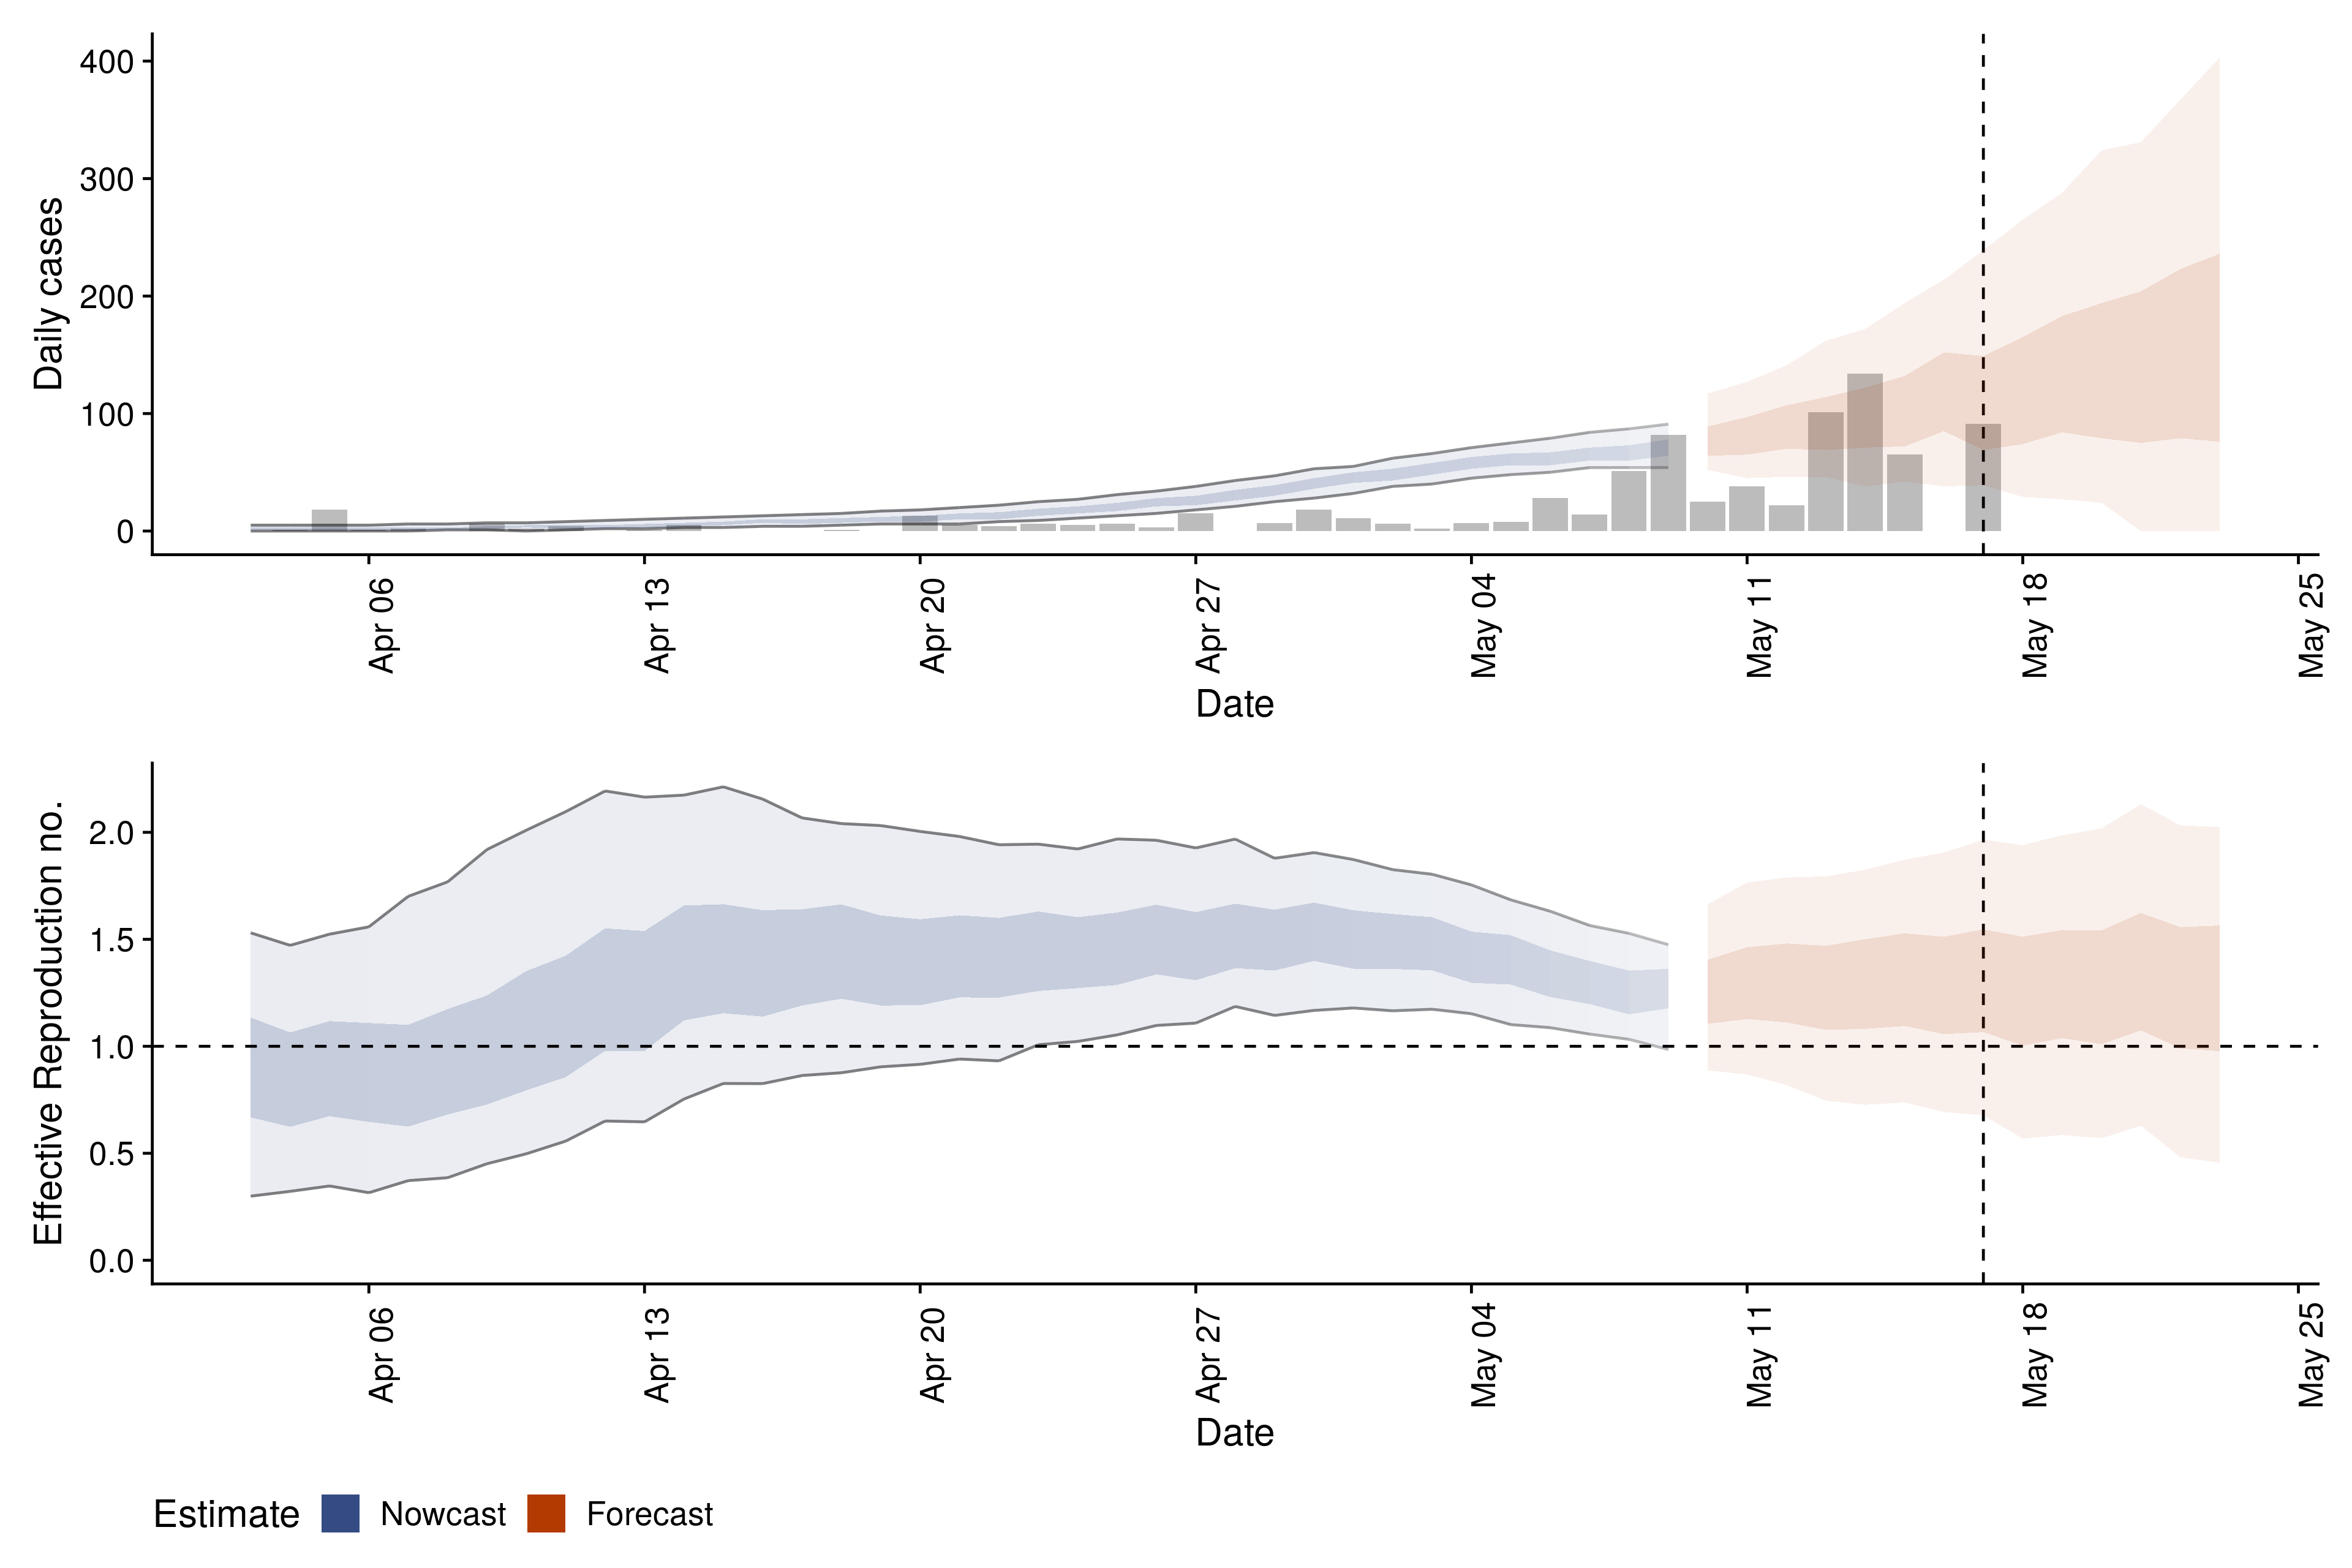 400
300
200
100
0
Daily cases
Apr 06
Apr 13
Apr 20
Apr 27
May 04
May 11
May 18
May 25
Date
2.0
1.5
1.0
0.5
0.0
Effective Reproduction no.
Apr 06
Apr 13
Apr 20
Apr 27
May 04
May 11
May 18
May 25
Date
Estimate Nowcast Forecast